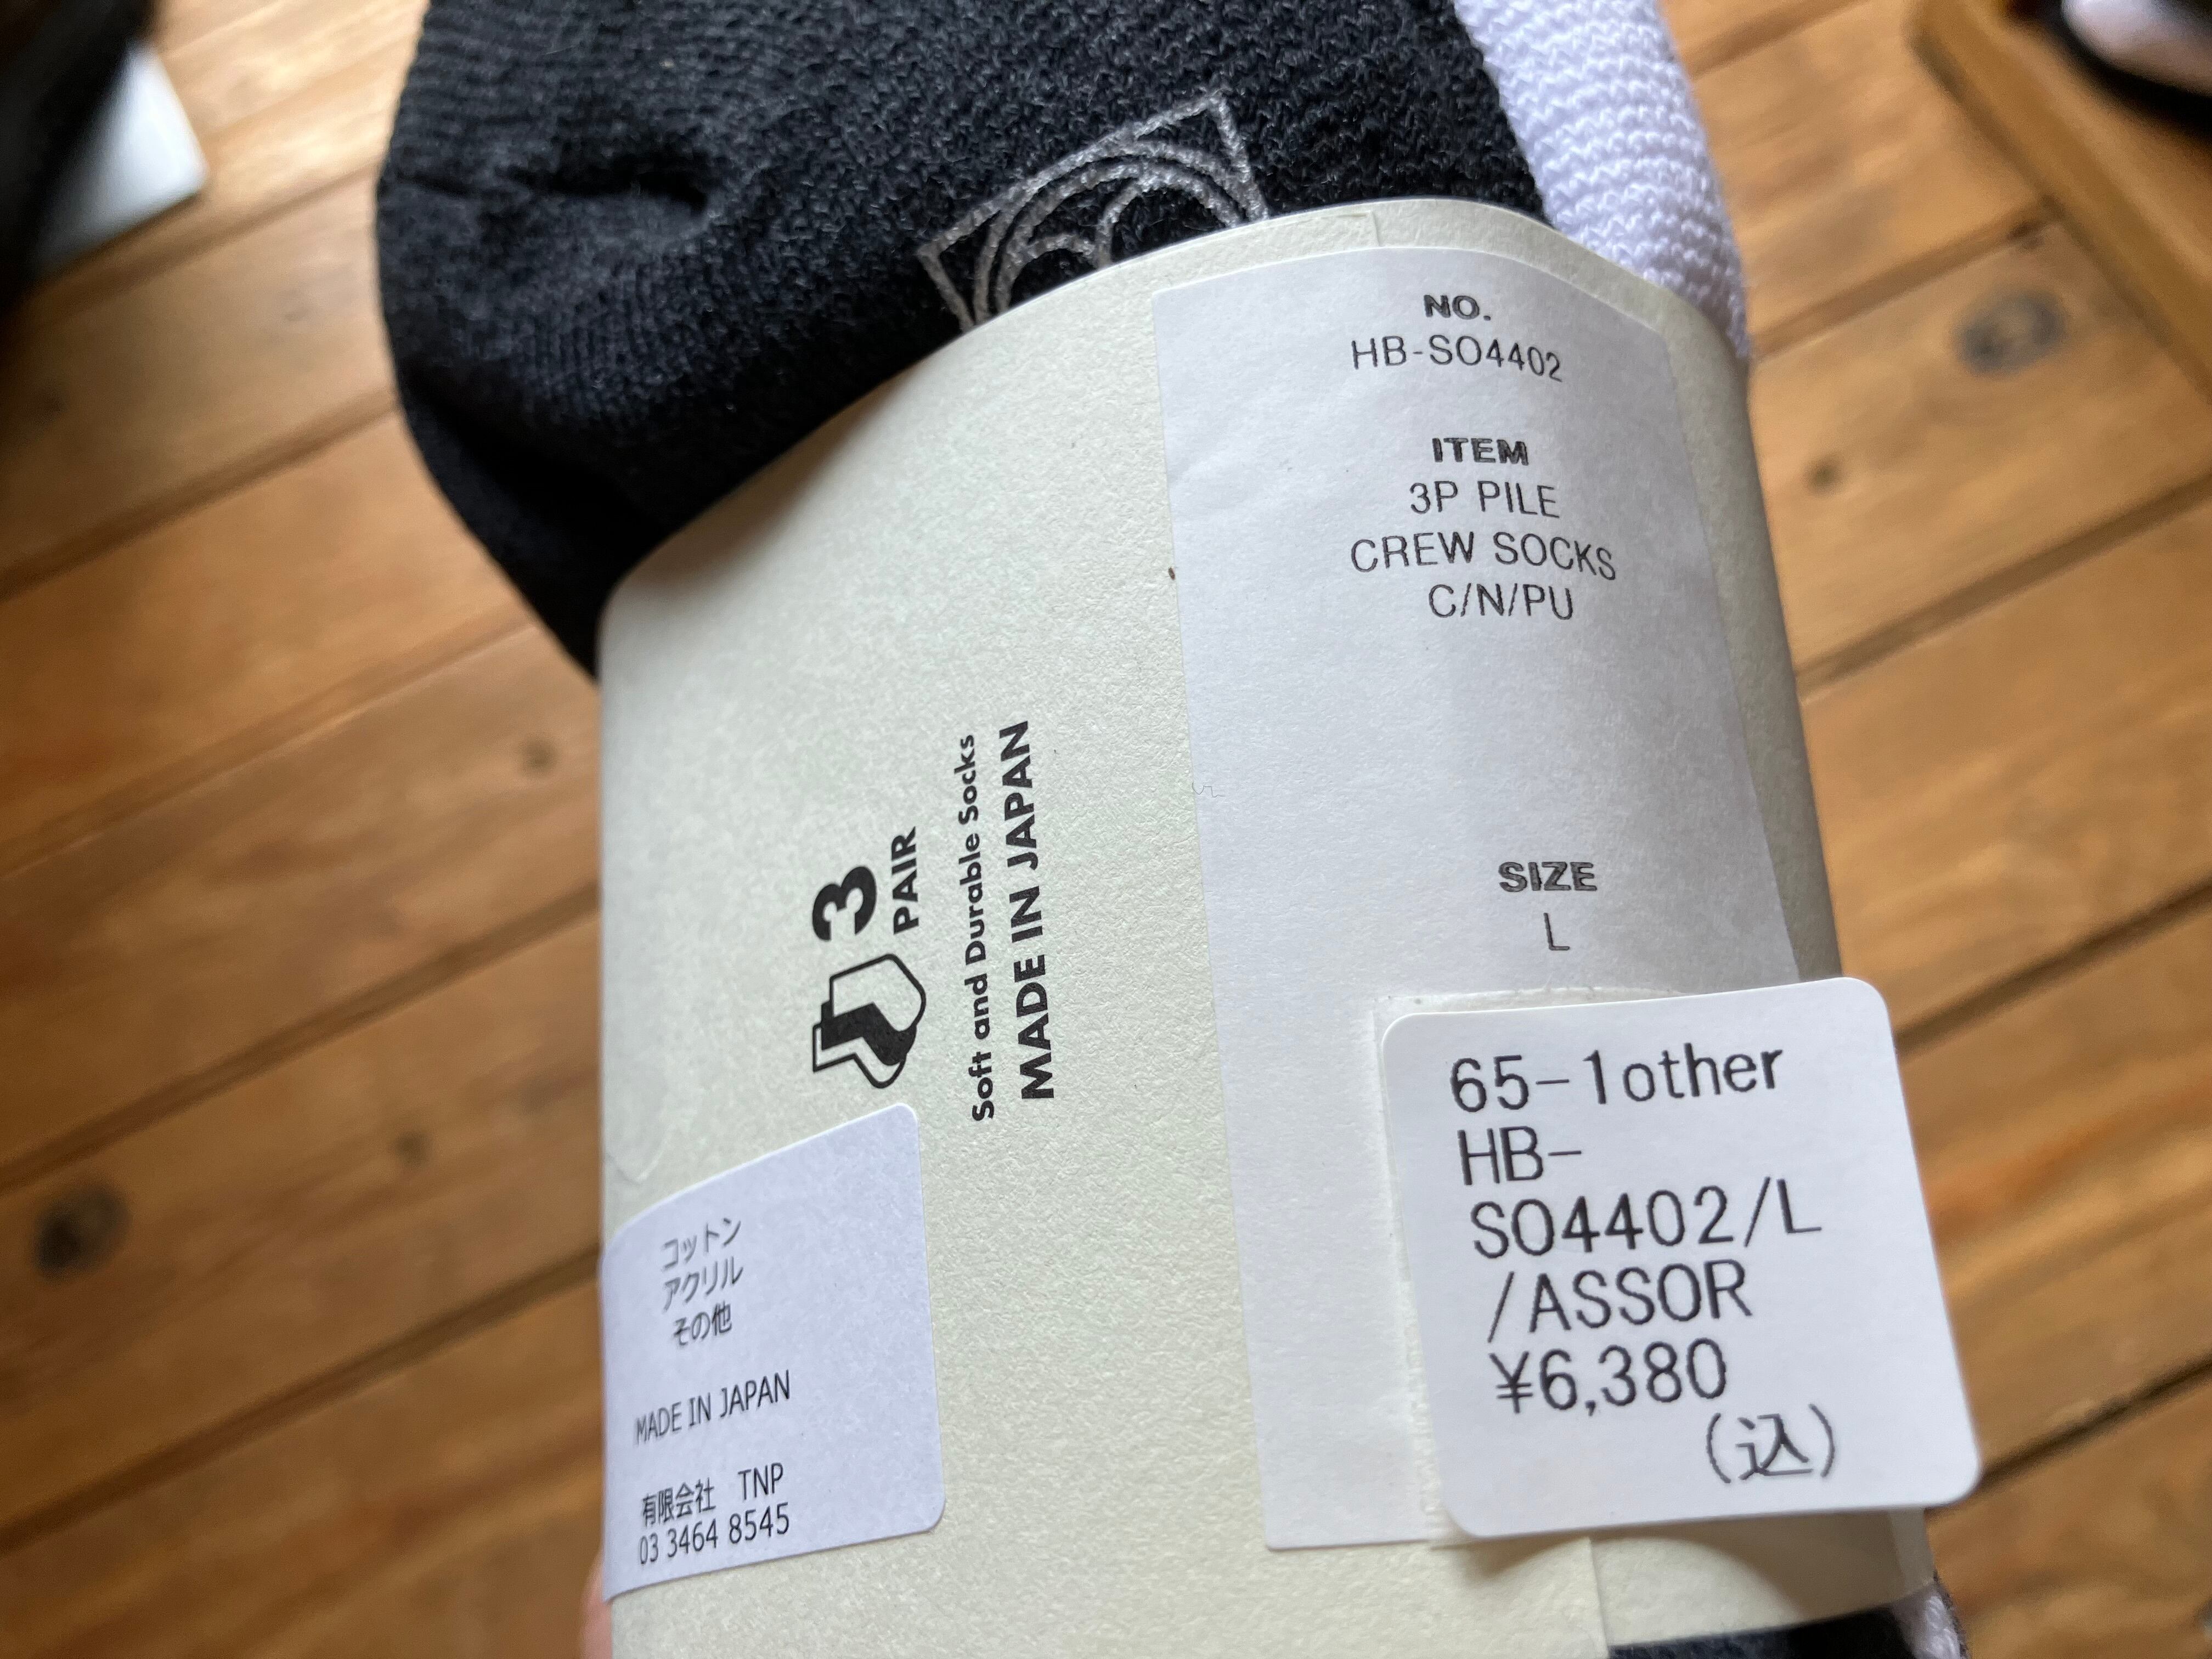 NO.
HB-SO4402
ITEM
3P PILE
CREW SOCKS
C/N/PU
SIZE
L
3
PAIR
Soft and Durable Socks
MADE IN JAPAN
65-1other
HB-
SO4402/L
/ASSOR
¥6,380
(込)
コットン
アクリル
その他
MADE IN JAPAN
有限会社 TNP
03 3464 8545